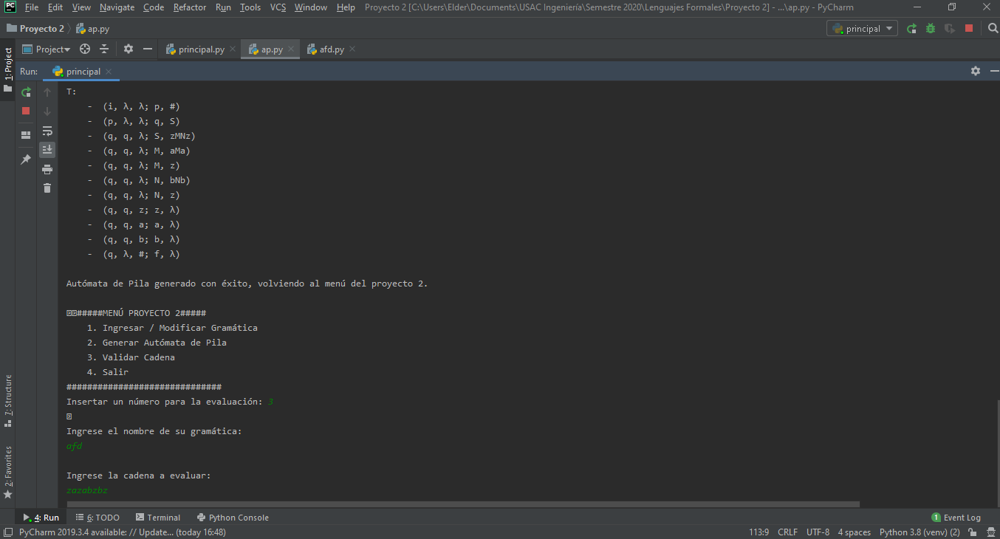 PC File Edit View Navigate Code Refactor Run Tools VCS Window Help Proyecto 2 [C:\Users\Elder\Documents\USAC Ingeniería\Semestre 2020\Lenguajes Formales\Proyecto 2] - ...\ap.py - PyCharm
Proyecto 2 ap.py principal
1: Project Project principal.py ap.py afd.py
Run: principal
T:
- (i, λ, λ; p, #)
- (p, λ, λ; q, S)
- (q, q, λ; S, zMNz)
- (q, q, λ; M, aMa)
- (q, q, λ; M, z)
- (q, q, λ; N, bNb)
- (q, q, λ; N, z)
- (q, q, z; z, λ)
- (q, q, a; a, λ)
- (q, q, b; b, λ)
- (q, λ, #; f, λ)
Autómata de Pila generado con éxito, volviendo al menú del proyecto 2.
#####MENÚ PROYECTO 2#####
1. Ingresar / Modificar Gramática
2. Generar Autómata de Pila
3. Validar Cadena
4. Salir
##############################
Insertar un número para la evaluación: 3
Ingrese el nombre de su gramática:
afd
Ingrese la cadena a evaluar:
zazabzbz
7: Structure
2: Favorites
4: Run 6: TODO Terminal Python Console 1 Event Log
PyCharm 2019.3.4 available: // Update... (today 16:48) 113:9 CRLF UTF-8 4 spaces Python 3.8 (venv) (2)